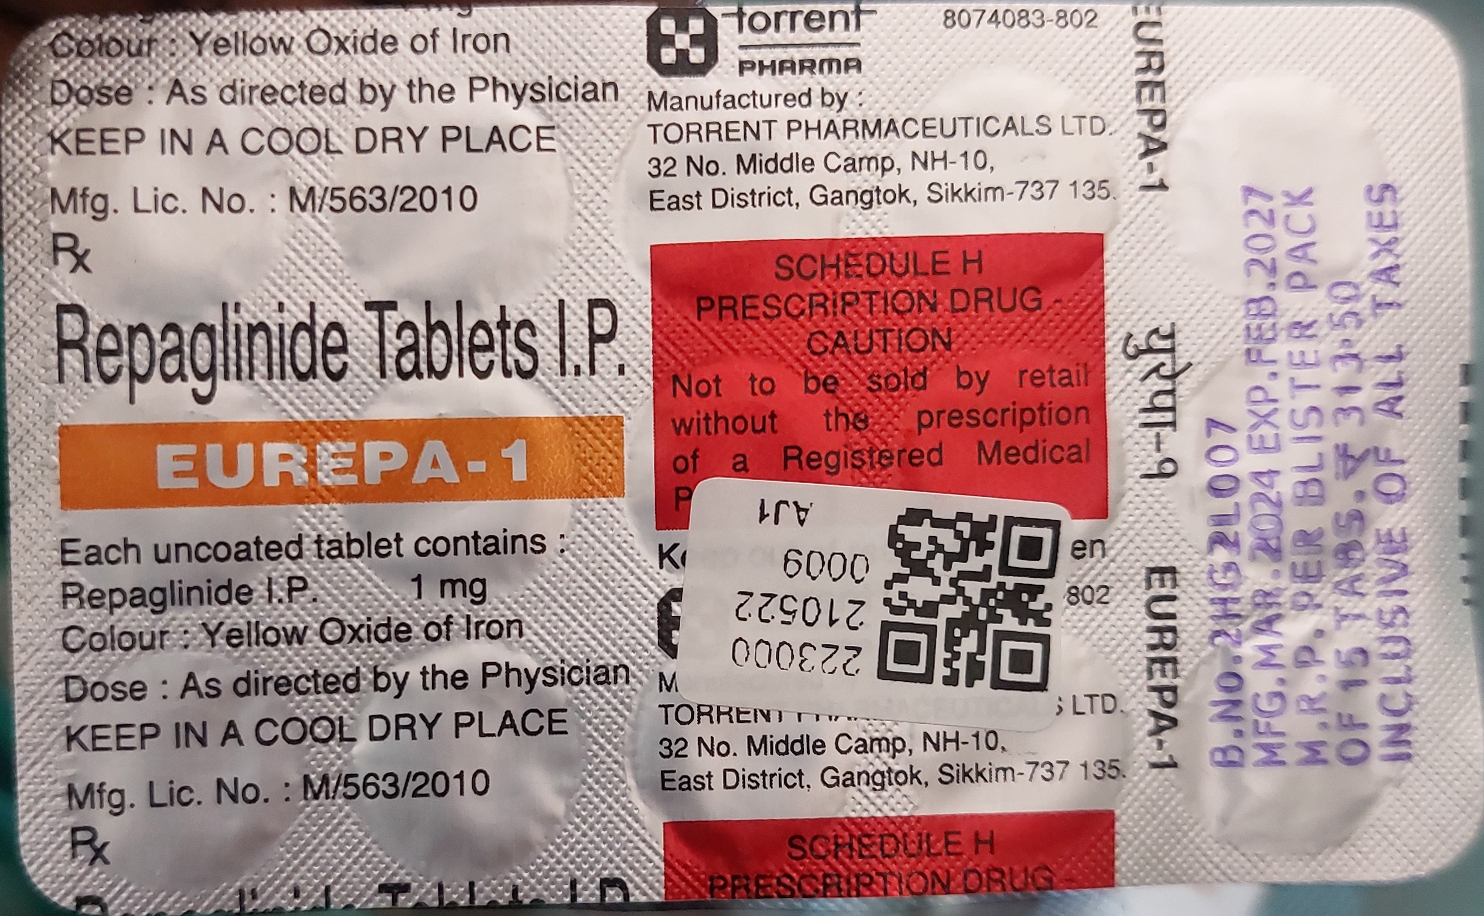 Colour : Yellow Oxide of Iron
Dose : As directed by the Physician
KEEP IN A COOL DRY PLACE
Mfg. Lic. No. : M/563/2010
Rx
Repaglinide Tablets I.P.
EUREPA-1
Each uncoated tablet contains :
Repaglinide I.P. 1 mg
Colour : Yellow Oxide of Iron
Dose : As directed by the Physician
KEEP IN A COOL DRY PLACE
Mfg. Lic. No. : M/563/2010
Rx
Repaglinide Tablets I.P.
torrent
PHARMA
8074083-802
Manufactured by :
TORRENT PHARMACEUTICALS LTD.
32 No. Middle Camp, NH-10,
East District, Gangtok, Sikkim-737 135.
SCHEDULE H
PRESCRIPTION DRUG -
CAUTION
Not to be sold by retail
without the prescription
of a Registered Medical
en
802
TORRENT LTD.
32 No. Middle Camp, NH-10,
East District, Gangtok, Sikkim-737 135.
SCHEDULE H
PRESCRIPTION DRUG -
223000
210522
0009
AJ1
EUREPA-1
युरेपा-१
EUREPA-1
B.NO.2HG2L007
MFG.MAR.2024 EXP.FEB.2027
M.R.P. PER BLISTER PACK
OF 15 TABS.₹ 313.50
INCLUSIVE OF ALL TAXES